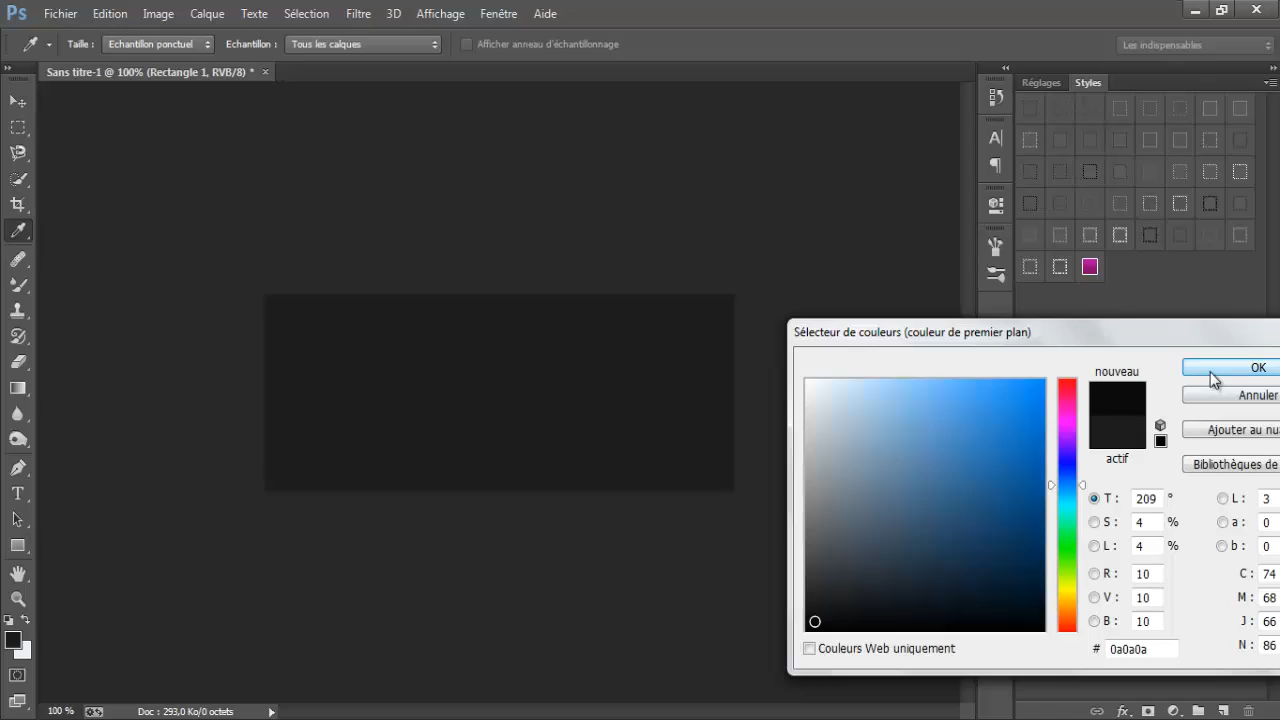 Ps Fichier Edition Image Calque Texte Sélection Filtre 3D Affichage Fenêtre Aide
Taille : Echantillon ponctuel Echantillon : Tous les calques Afficher anneau d'échantillonnage Les indispensables
Sans titre-1 @ 100% (Rectangle 1, RVB/8) * ×
Réglages Styles
Sélecteur de couleurs (couleur de premier plan)
nouveau
OK
Annuler
Ajouter au nua
actif
Bibliothèques de
T : 209 ° L : 3
S : 4 % a : 0
L : 4 % b : 0
R : 10 C : 74
V : 10 M : 68
B : 10 J : 66
Couleurs Web uniquement # 0a0a0a N : 86
100 % Doc : 293,0 Ko/0 octets fx